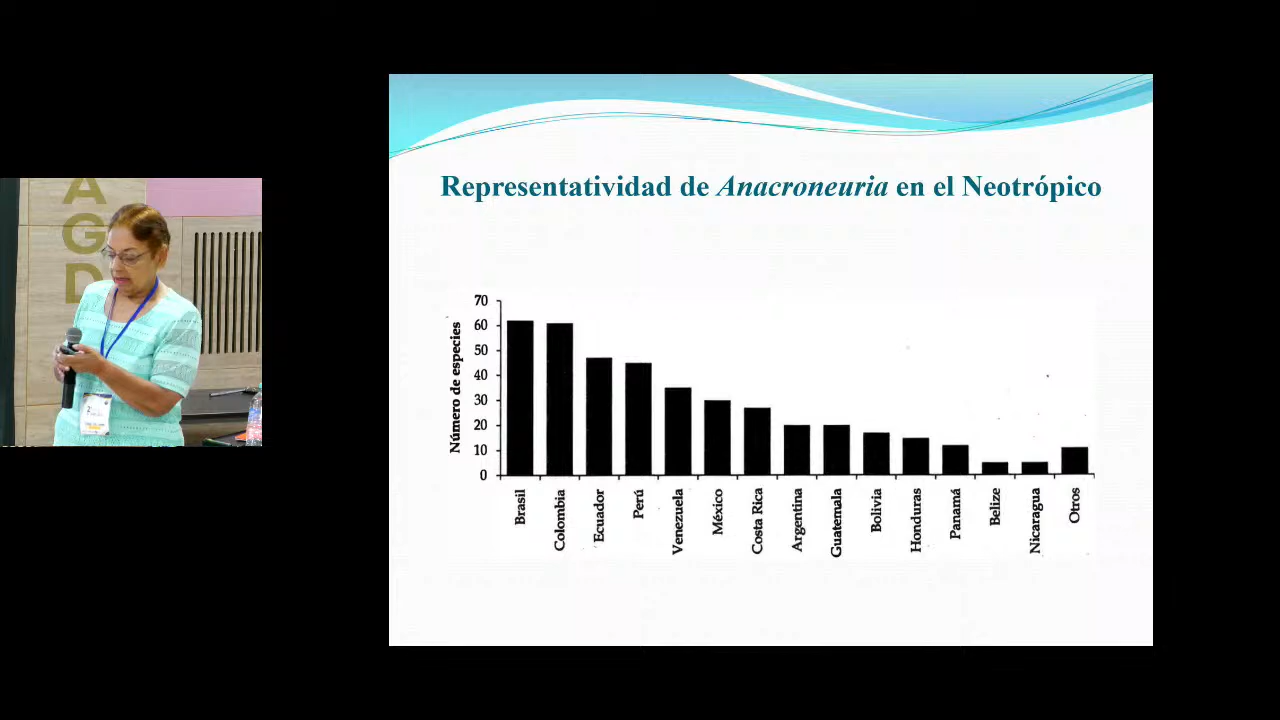 A
G
D
Representatividad de Anacroneuria en el Neotrópico
Número de especies
70
60
50
40
30
20
10
0
Brasil
Colombia
Ecuador
Perú
Venezuela
México
Costa Rica
Argentina
Guatemala
Bolivia
Honduras
Panamá
Belize
Nicaragua
Otros